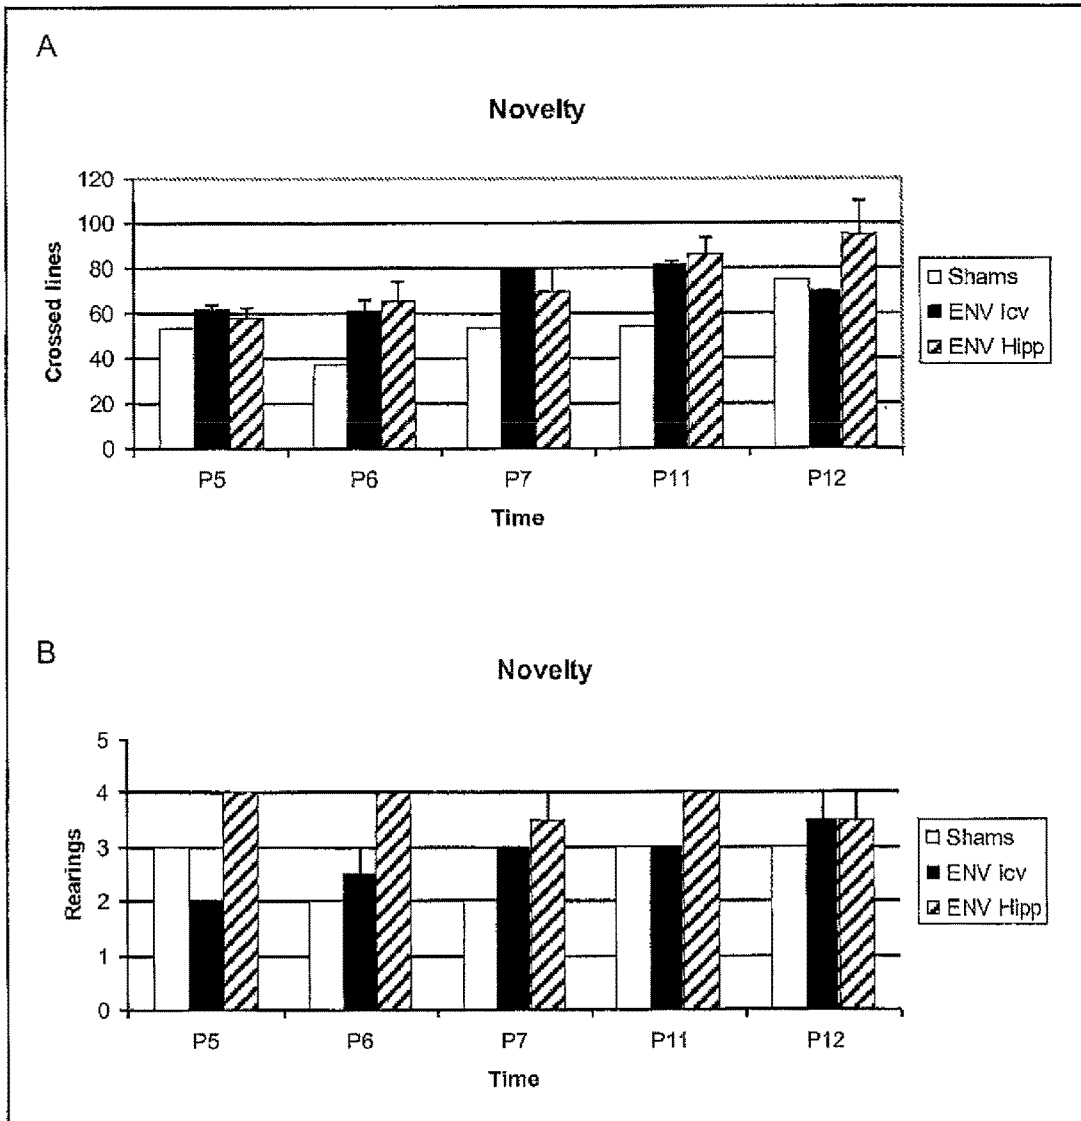 A
Novelty
120
100
80
60
40
20
0
Crossed lines
P5 P6 P7 P11 P12
Time
Shams
ENV icv
ENV Hipp
B
Novelty
5
4
3
2
1
0
Rearings
P5 P6 P7 P11 P12
Time
Shams
ENV icv
ENV Hipp